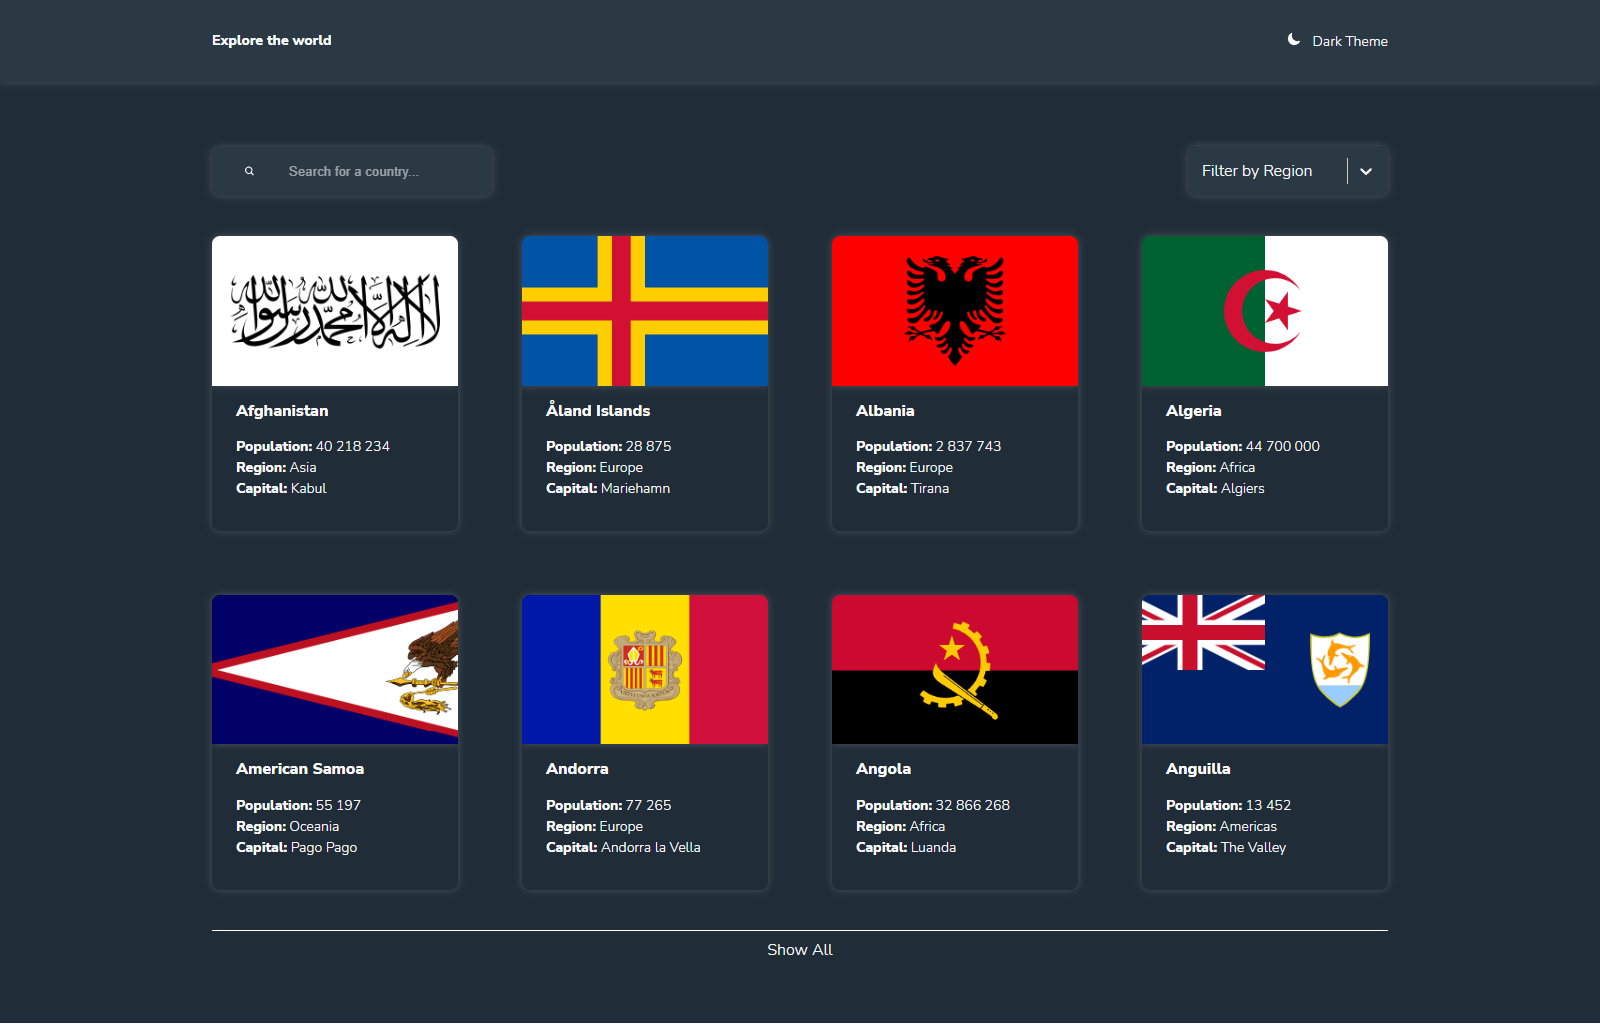 Explore the world
Dark Theme
Search for a country...
Filter by Region
لا إله إلا الله محمد رسول الله
Afghanistan
Population: 40 218 234
Region: Asia
Capital: Kabul
Åland Islands
Population: 28 875
Region: Europe
Capital: Mariehamn
Albania
Population: 2 837 743
Region: Europe
Capital: Tirana
Algeria
Population: 44 700 000
Region: Africa
Capital: Algiers
American Samoa
Population: 55 197
Region: Oceania
Capital: Pago Pago
Andorra
Population: 77 265
Region: Europe
Capital: Andorra la Vella
Angola
Population: 32 866 268
Region: Africa
Capital: Luanda
Anguilla
Population: 13 452
Region: Americas
Capital: The Valley
Show All